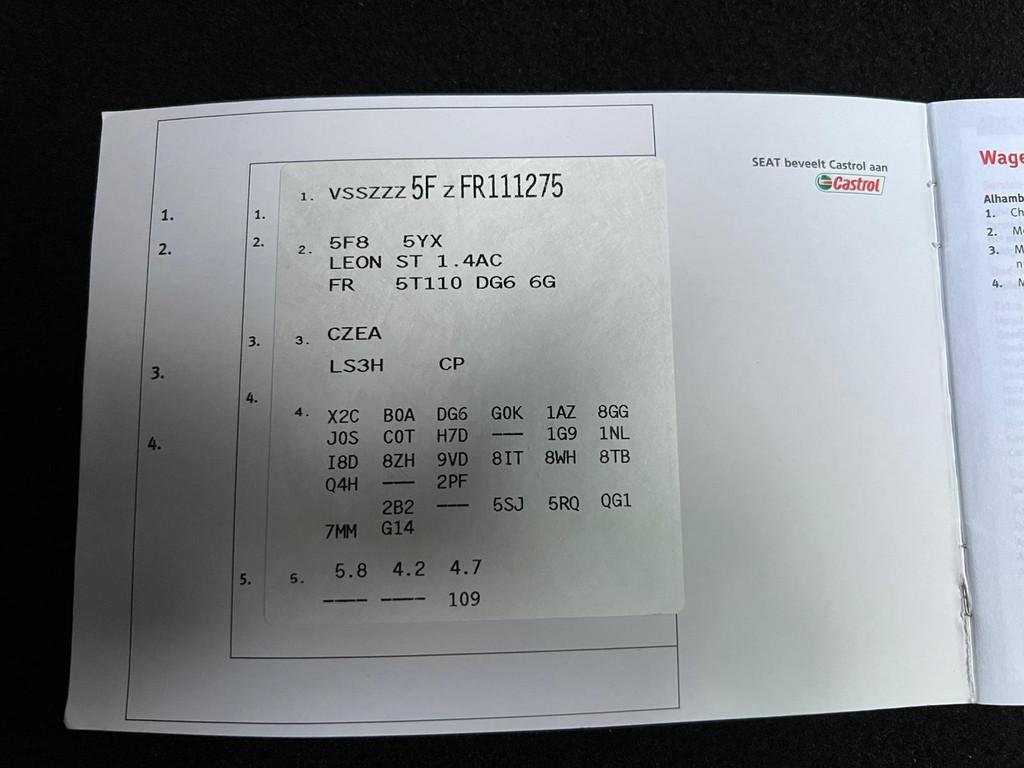 SEAT beveelt Castrol aan
Castrol
1. 1. 1. VSSZZZ 5F Z FR111275
2. 2. 2. 5F8 5YX
LEON ST 1.4AC
FR 5T110 DG6 6G
3. 3. 3. CZEA
LS3H CP
4. 4. 4. X2C B0A DG6 G0K 1AZ 8GG
J0S C0T H7D --- 1G9 1NL
I8D 8ZH 9VD 8IT 8WH 8TB
Q4H --- 2PF
2B2 --- 5SJ 5RQ QG1
7MM G14
5. 5. 5.8 4.2 4.7
---- ---- 109
Wage
Alhamb
1. Ch
2. Mo
3. M
n
4. M